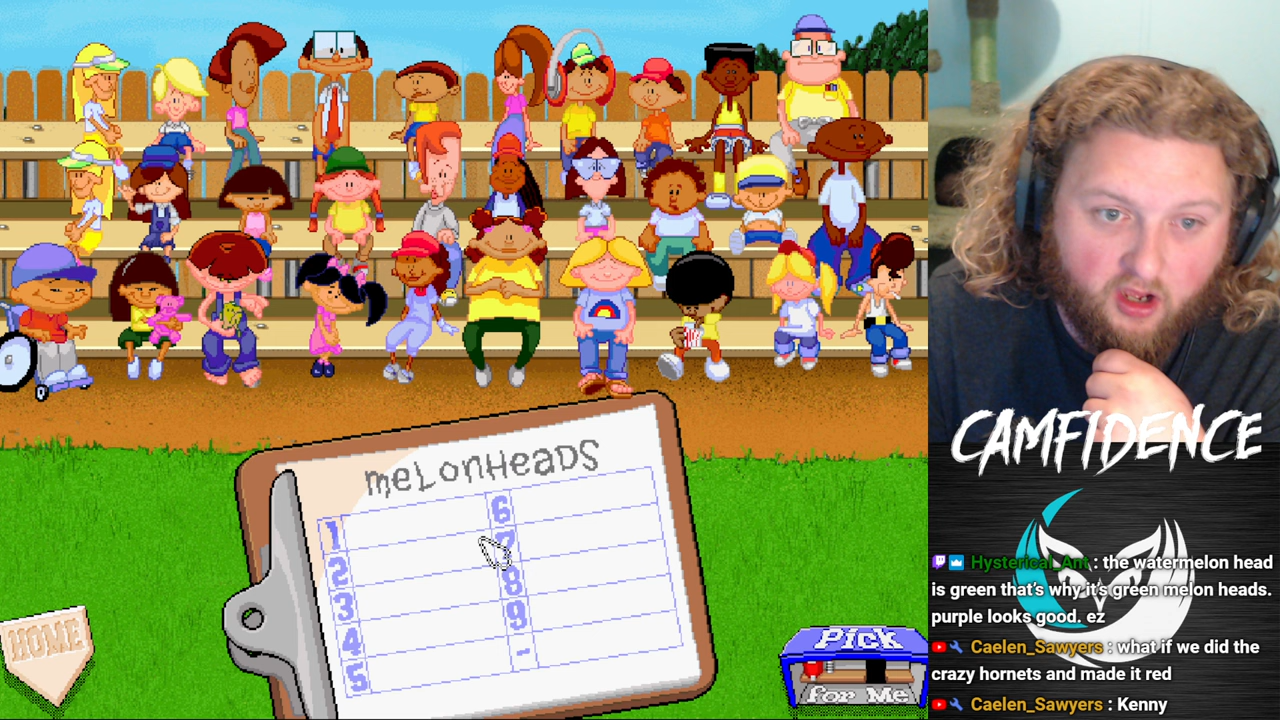 meLonHeaDS
1
2
3
4
5
6
7
8
9
-
HOME
Pick
for Me
CAMFIDENCE
Hysterical_Ant : the watermelon head
is green that's why it's green melon heads.
purple looks good. ez
Caelen_Sawyers : what if we did the
crazy hornets and made it red
Caelen_Sawyers : Kenny